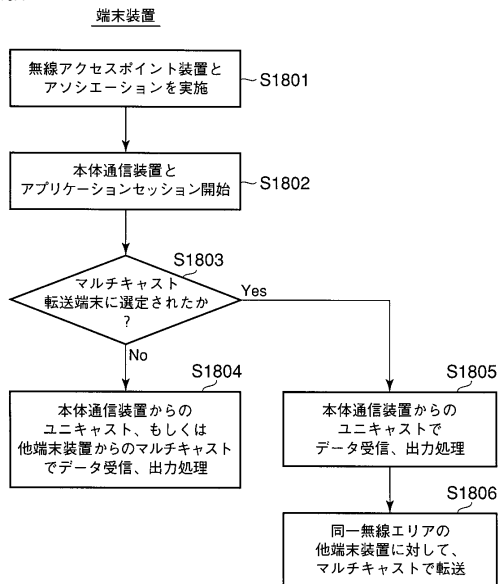 端末装置
無線アクセスポイント装置と
アソシエーションを実施
S1801
本体通信装置と
アプリケーションセッション開始
S1802
S1803
マルチキャスト
転送端末に選定されたか
?
Yes
No
S1804
本体通信装置からの
ユニキャスト、もしくは
他端末装置からのマルチキャスト
でデータ受信、出力処理
S1805
本体通信装置からの
ユニキャストで
データ受信、出力処理
S1806
同一無線エリアの
他端末装置に対して、
マルチキャストで転送